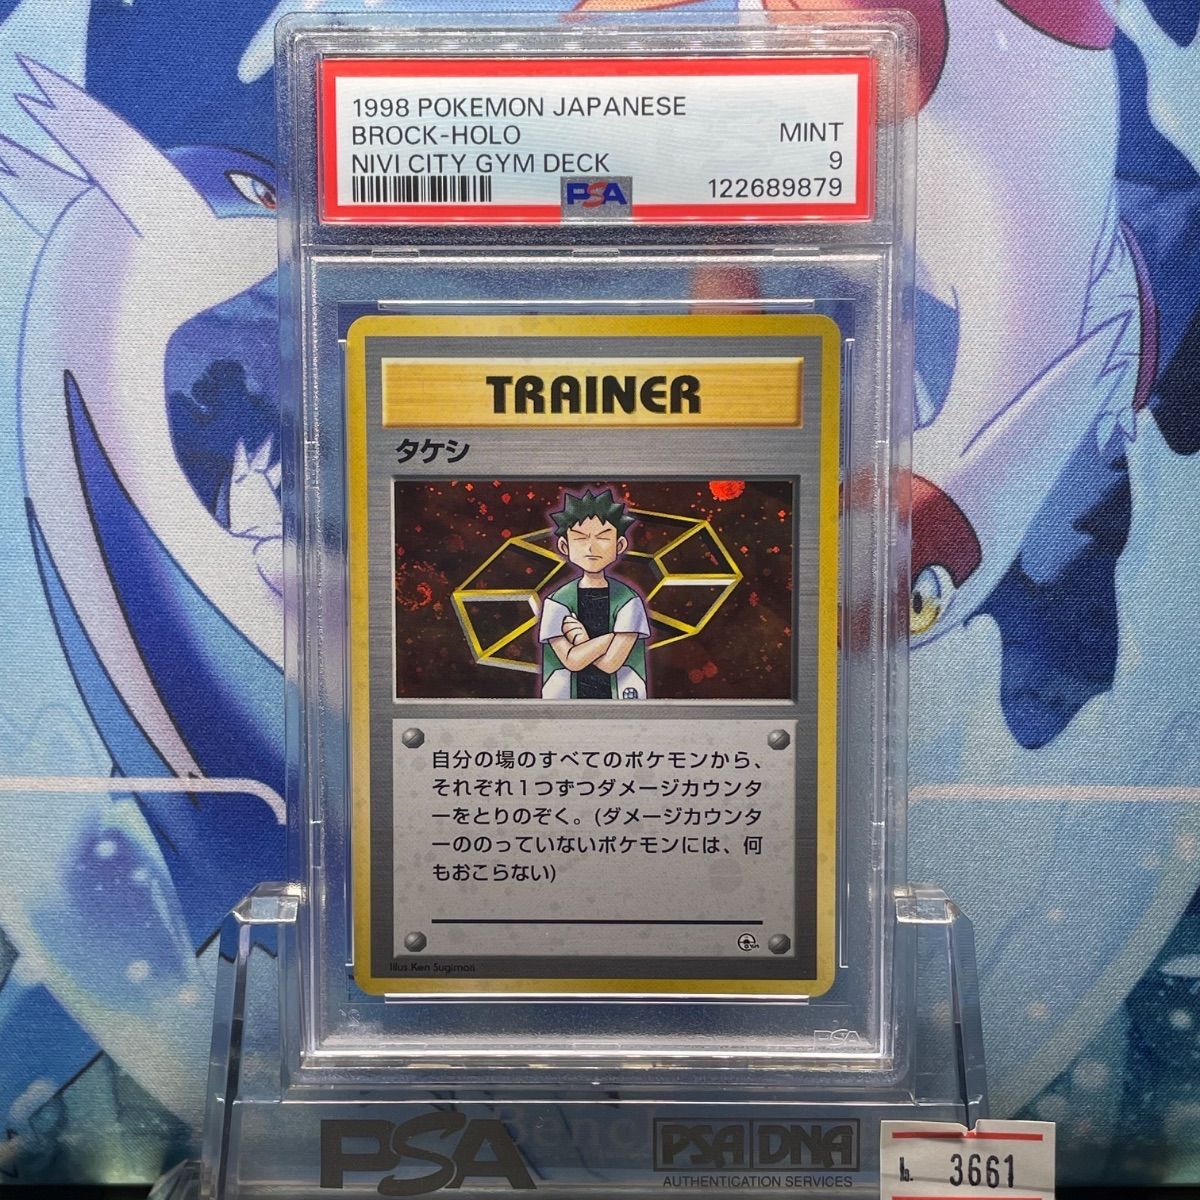 1998 POKEMON JAPANESE
BROCK-HOLO
MINT
NIVI CITY GYM DECK
9
PSA
122689879
TRAINER
タケシ
自分の場のすべてのポケモンから、
それぞれ1つずつダメージカウンタ
ーをとりのぞく。(ダメージカウンタ
ーののっていないポケモンには、何
もおこらない)
Illus. Ken Sugimori
PSA
PSA
PSA DNA
AUTHENTICATION SERVICES
3661